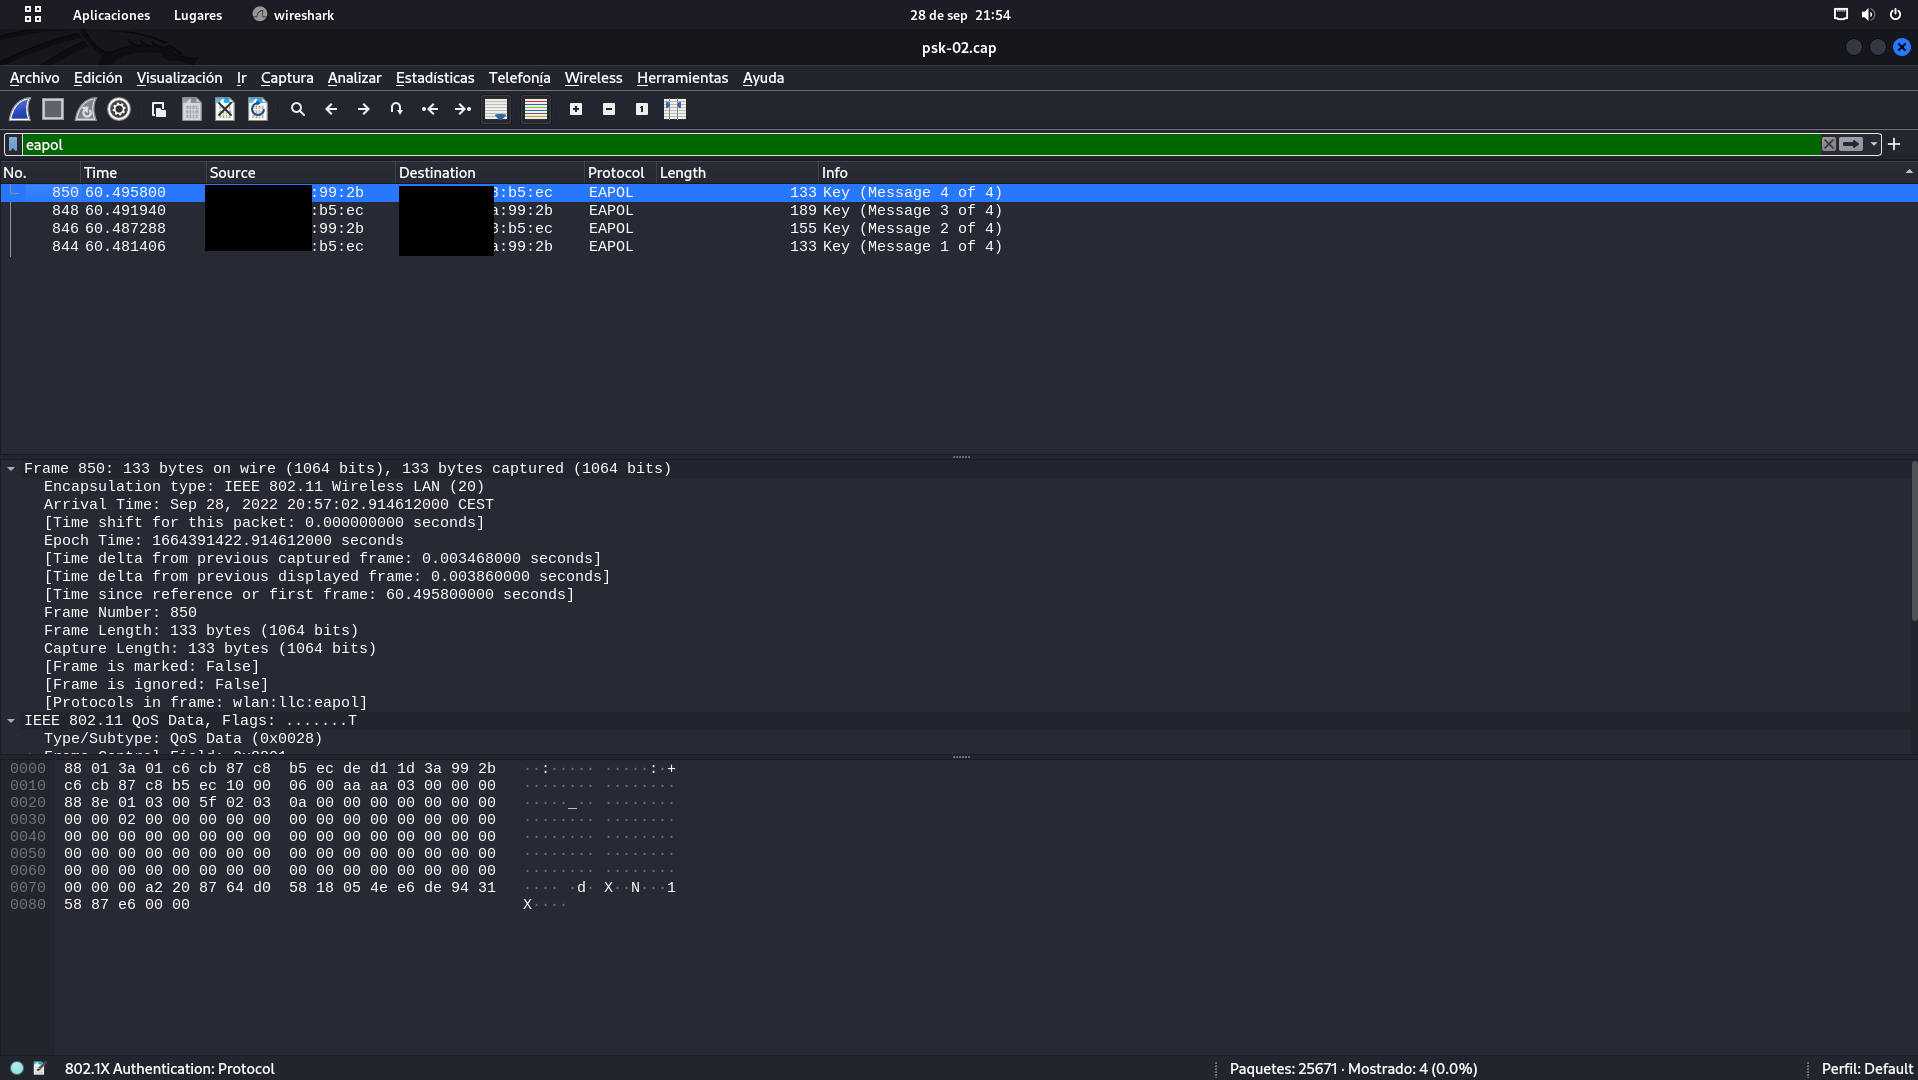 Aplicaciones Lugares wireshark 28 de sep 21:54
psk-02.cap
Archivo Edición Visualización Ir Captura Analizar Estadísticas Telefonía Wireless Herramientas Ayuda
eapol
No. Time Source Destination Protocol Length Info
850 60.495800 :99:2b :b5:ec EAPOL 133 Key (Message 4 of 4)
848 60.491940 :b5:ec a:99:2b EAPOL 189 Key (Message 3 of 4)
846 60.487288 :99:2b :b5:ec EAPOL 155 Key (Message 2 of 4)
844 60.481406 :b5:ec a:99:2b EAPOL 133 Key (Message 1 of 4)
Frame 850: 133 bytes on wire (1064 bits), 133 bytes captured (1064 bits)
Encapsulation type: IEEE 802.11 Wireless LAN (20)
Arrival Time: Sep 28, 2022 20:57:02.914612000 CEST
[Time shift for this packet: 0.000000000 seconds]
Epoch Time: 1664391422.914612000 seconds
[Time delta from previous captured frame: 0.003468000 seconds]
[Time delta from previous displayed frame: 0.003860000 seconds]
[Time since reference or first frame: 60.495800000 seconds]
Frame Number: 850
Frame Length: 133 bytes (1064 bits)
Capture Length: 133 bytes (1064 bits)
[Frame is marked: False]
[Frame is ignored: False]
[Protocols in frame: wlan:llc:eapol]
IEEE 802.11 QoS Data, Flags: .......T
Type/Subtype: QoS Data (0x0028)
0000 88 01 3a 01 c6 cb 87 c8 b5 ec de d1 1d 3a 99 2b ··:····· ·····:·+
0010 c6 cb 87 c8 b5 ec 10 00 06 00 aa aa 03 00 00 00 ········ ········
0020 88 8e 01 03 00 5f 02 03 0a 00 00 00 00 00 00 00 ·····_·· ········
0030 00 00 02 00 00 00 00 00 00 00 00 00 00 00 00 00 ········ ········
0040 00 00 00 00 00 00 00 00 00 00 00 00 00 00 00 00 ········ ········
0050 00 00 00 00 00 00 00 00 00 00 00 00 00 00 00 00 ········ ········
0060 00 00 00 00 00 00 00 00 00 00 00 00 00 00 00 00 ········ ········
0070 00 00 00 a2 20 87 64 d0 58 18 05 4e e6 de 94 31 ···· ·d· X··N···1
0080 58 87 e6 00 00 X····
802.1X Authentication: Protocol Paquetes: 25671 · Mostrado: 4 (0.0%) Perfil: Default